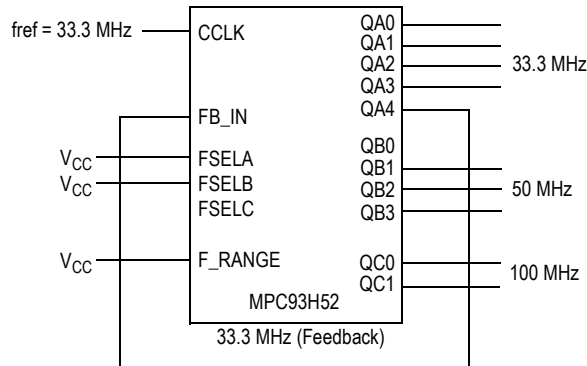 fref = 33.3 MHz
CCLK
QA0
QA1
QA2
QA3
QA4
33.3 MHz
FB_IN
VCC
FSELA
VCC
FSELB
FSELC
QB0
QB1
QB2
QB3
50 MHz
VCC
F_RANGE
QC0
QC1
100 MHz
MPC93H52
33.3 MHz (Feedback)